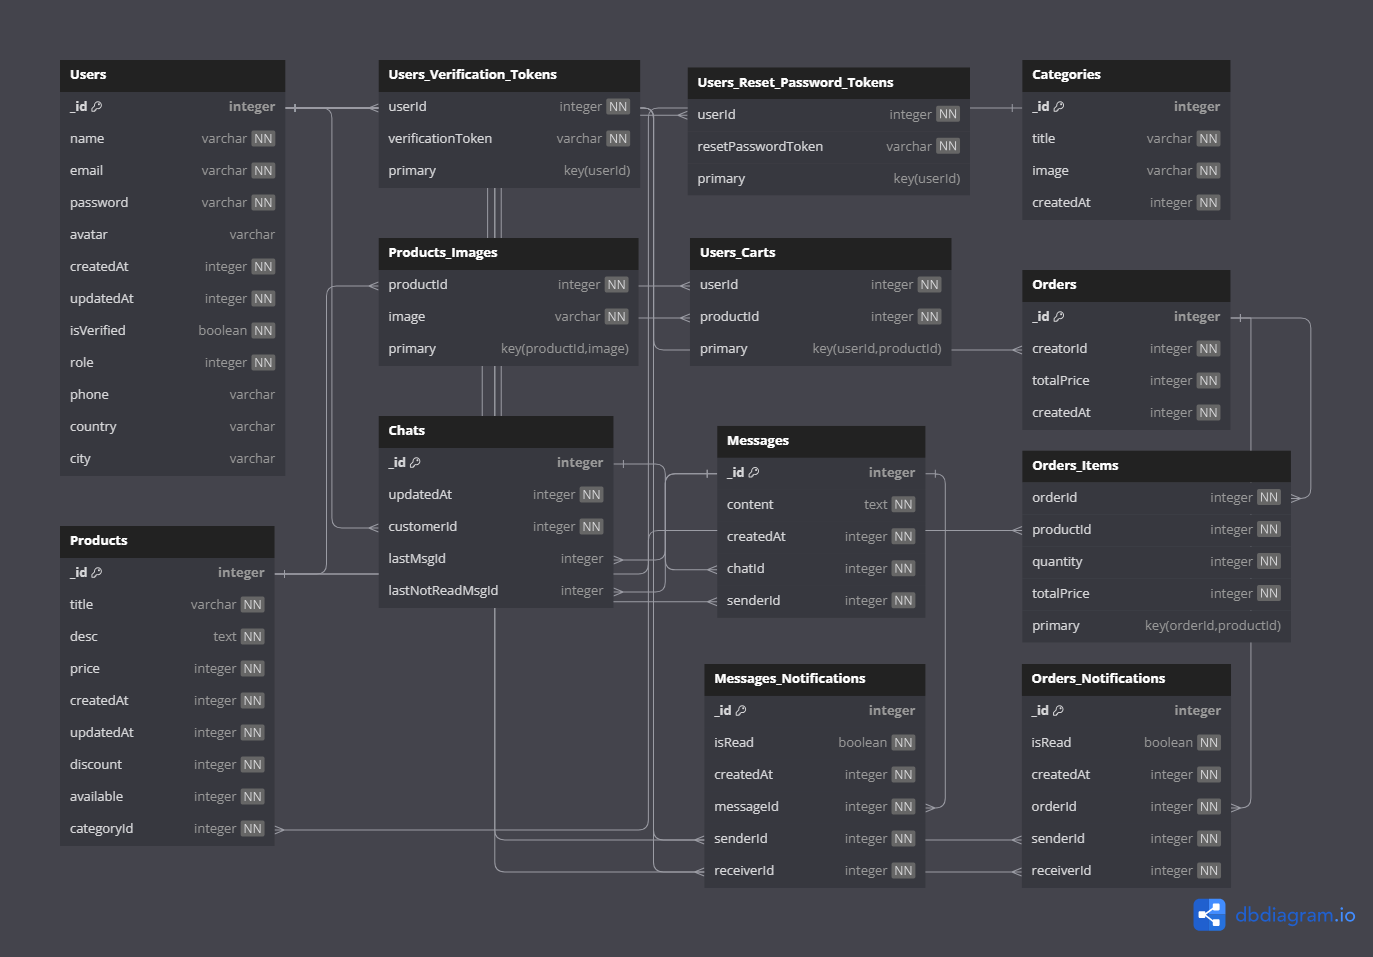 Users
_id integer
name varchar NN
email varchar NN
password varchar NN
avatar varchar
createdAt integer NN
updatedAt integer NN
isVerified boolean NN
role integer NN
phone varchar
country varchar
city varchar
Products
_id integer
title varchar NN
desc text NN
price integer NN
createdAt integer NN
updatedAt integer NN
discount integer NN
available integer NN
categoryId integer NN
Users_Verification_Tokens
userId integer NN
verificationToken varchar NN
primary key(userId)
Products_Images
productId integer NN
image varchar NN
primary key(productId,image)
Chats
_id integer
updatedAt integer NN
customerId integer NN
lastMsgId integer
lastNotReadMsgId integer
Users_Reset_Password_Tokens
userId integer NN
resetPasswordToken varchar NN
primary key(userId)
Users_Carts
userId integer NN
productId integer NN
primary key(userId,productId)
Messages
_id integer
content text NN
createdAt integer NN
chatId integer NN
senderId integer NN
Messages_Notifications
_id integer
isRead boolean NN
createdAt integer NN
messageId integer NN
senderId integer NN
receiverId integer NN
Categories
_id integer
title varchar NN
image varchar NN
createdAt integer NN
Orders
_id integer
creatorId integer NN
totalPrice integer NN
createdAt integer NN
Orders_Items
orderId integer NN
productId integer NN
quantity integer NN
totalPrice integer NN
primary key(orderId,productId)
Orders_Notifications
_id integer
isRead boolean NN
createdAt integer NN
orderId integer NN
senderId integer NN
receiverId integer NN
dbdiagram.io